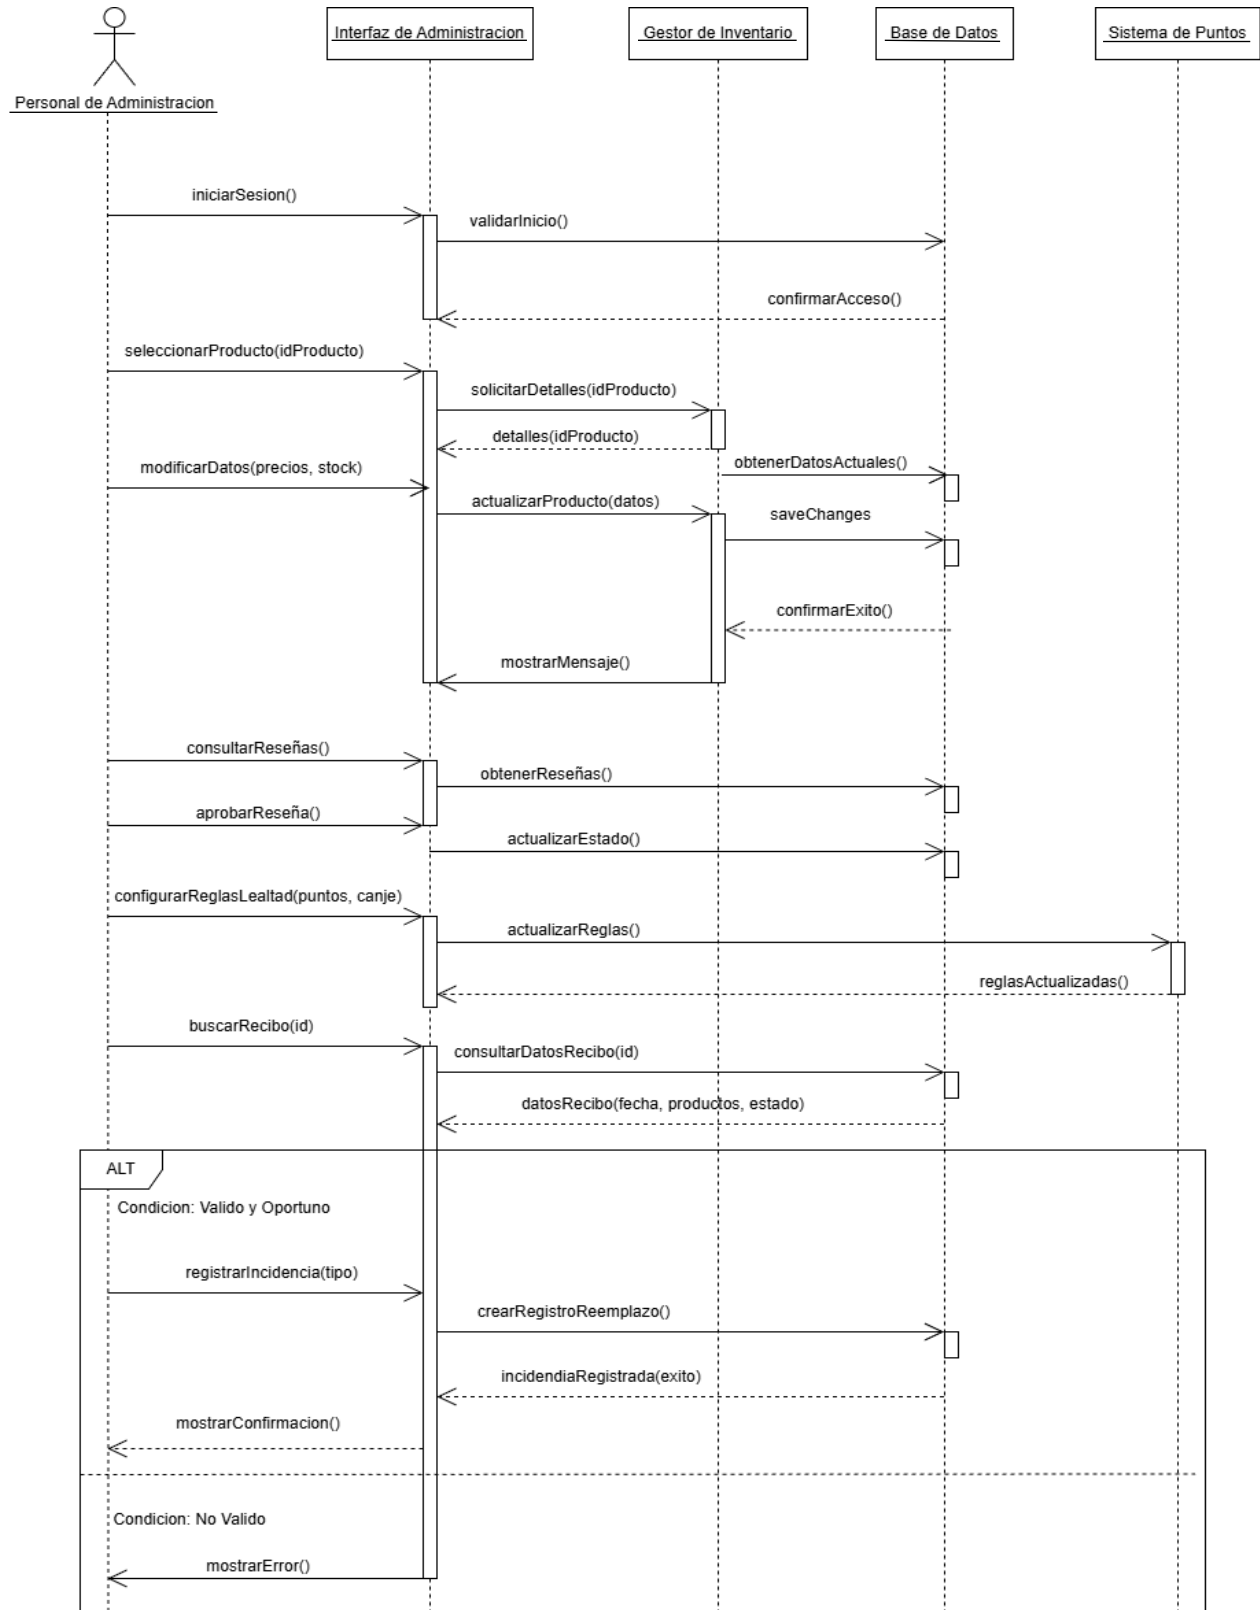 Interfaz de Administracion
Gestor de Inventario
Base de Datos
Sistema de Puntos
Personal de Administracion
iniciarSesion()
validarInicio()
confirmarAcceso()
seleccionarProducto(idProducto)
solicitarDetalles(idProducto)
detalles(idProducto)
obtenerDatosActuales()
modificarDatos(precios, stock)
actualizarProducto(datos)
saveChanges
confirmarExito()
mostrarMensaje()
consultarReseñas()
obtenerReseñas()
aprobarReseña()
actualizarEstado()
configurarReglasLealtad(puntos, canje)
actualizarReglas()
reglasActualizadas()
buscarRecibo(id)
consultarDatosRecibo(id)
datosRecibo(fecha, productos, estado)
ALT
Condicion: Valido y Oportuno
registrarIncidencia(tipo)
crearRegistroReemplazo()
incidendiaRegistrada(exito)
mostrarConfirmacion()
Condicion: No Valido
mostrarError()